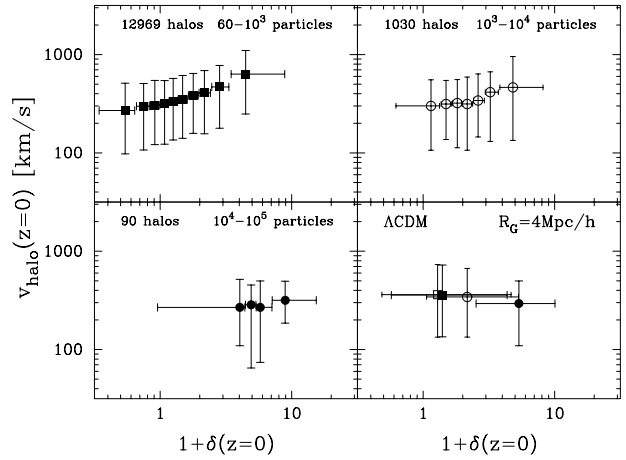 12969 halos 60−10³ particles
1030 halos 10³−10⁴ particles
1000
100
v_halo(z=0) [km/s]
90 halos 10⁴−10⁵ particles
ΛCDM R_G=4Mpc/h
1000
100
1 10
1 10
1+δ(z=0)
1+δ(z=0)